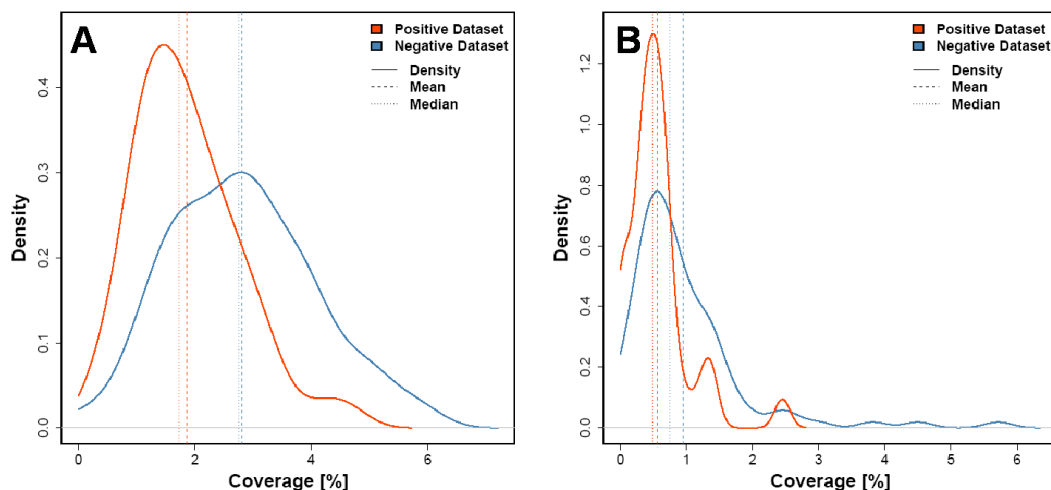 A
Positive Dataset
Negative Dataset
Density
Mean
Median
Density
0.0 0.1 0.2 0.3 0.4
0 2 4 6
Coverage [%]
B
Positive Dataset
Negative Dataset
Density
Mean
Median
Density
0.0 0.2 0.4 0.6 0.8 1.0 1.2
0 1 2 3 4 5 6
Coverage [%]